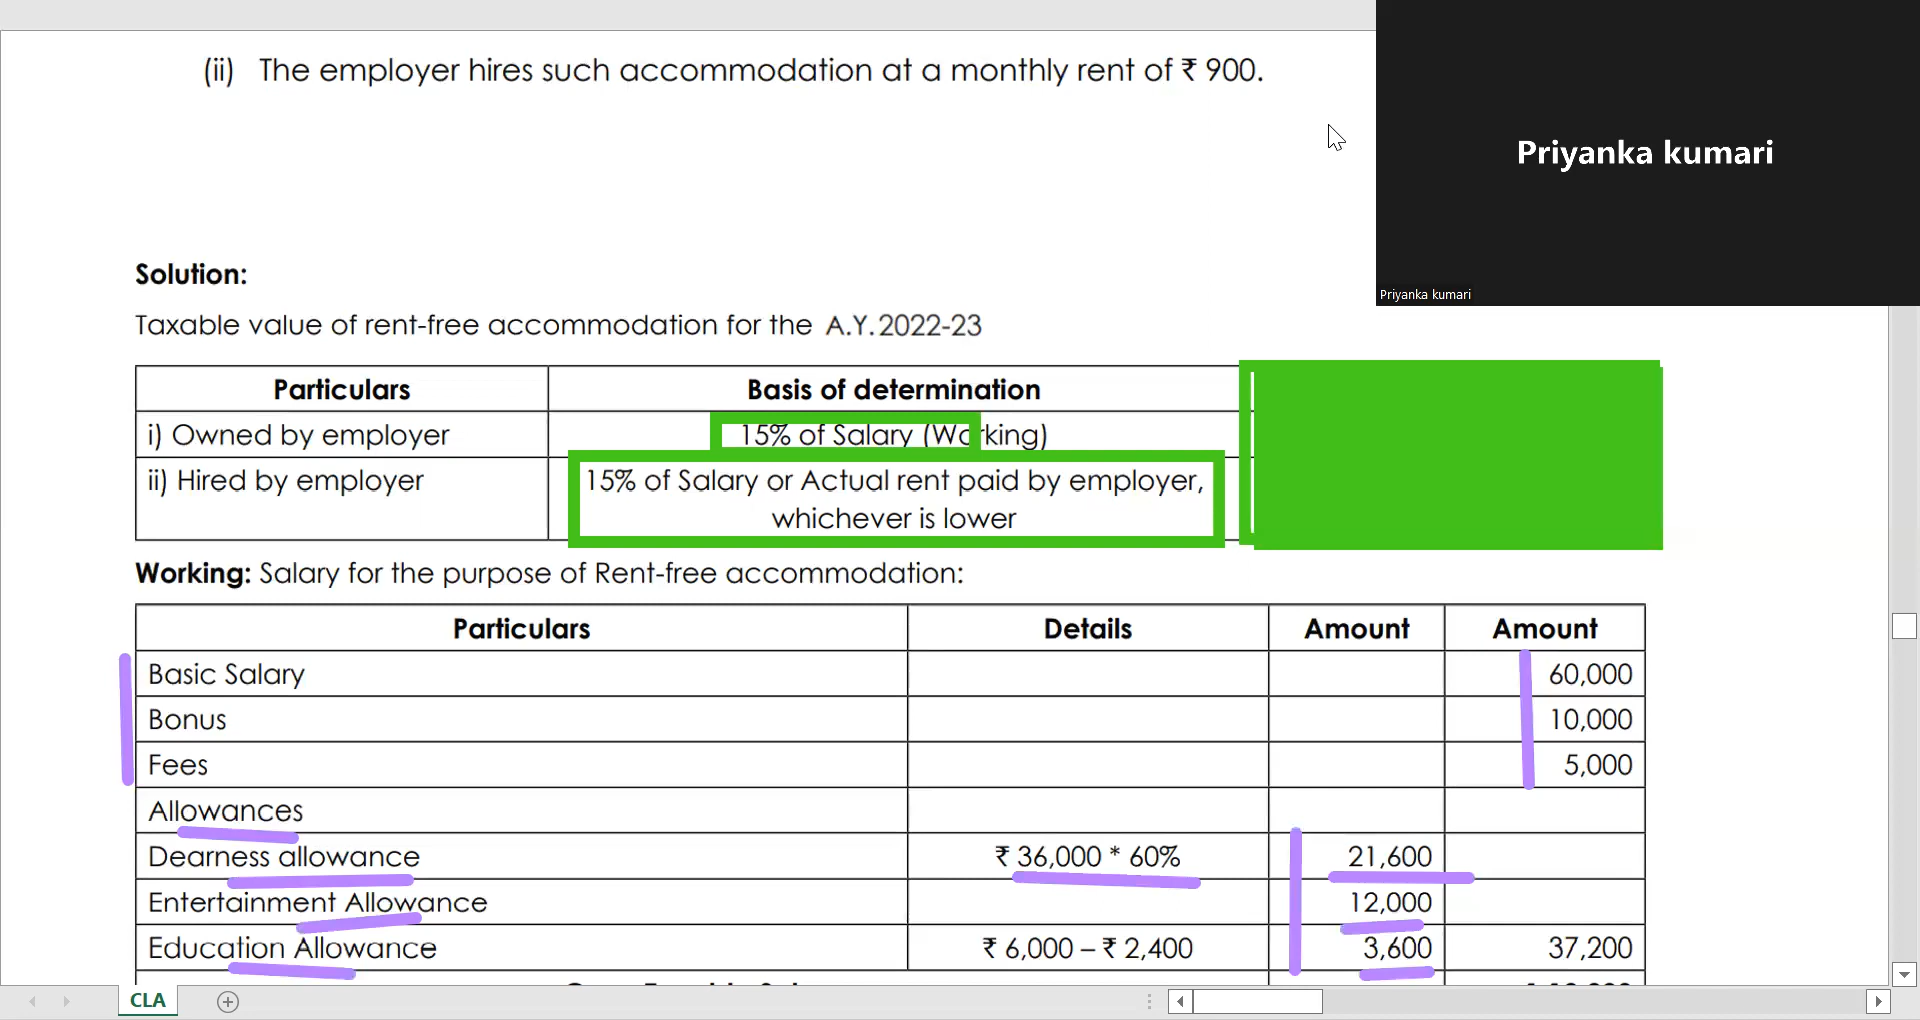 (ii) The employer hires such accommodation at a monthly rent of ₹ 900.
Priyanka kumari
Priyanka kumari
Solution:
Taxable value of rent-free accommodation for the A.Y.2022-23
Particulars Basis of determination
i) Owned by employer 15% of Salary (Working)
ii) Hired by employer 15% of Salary or Actual rent paid by employer,
whichever is lower
Working: Salary for the purpose of Rent-free accommodation:
Particulars Details Amount Amount
Basic Salary 60,000
Bonus 10,000
Fees 5,000
Allowances
Dearness allowance ₹ 36,000 * 60% 21,600
Entertainment Allowance 12,000
Education Allowance ₹ 6,000 – ₹ 2,400 3,600 37,200
CLA